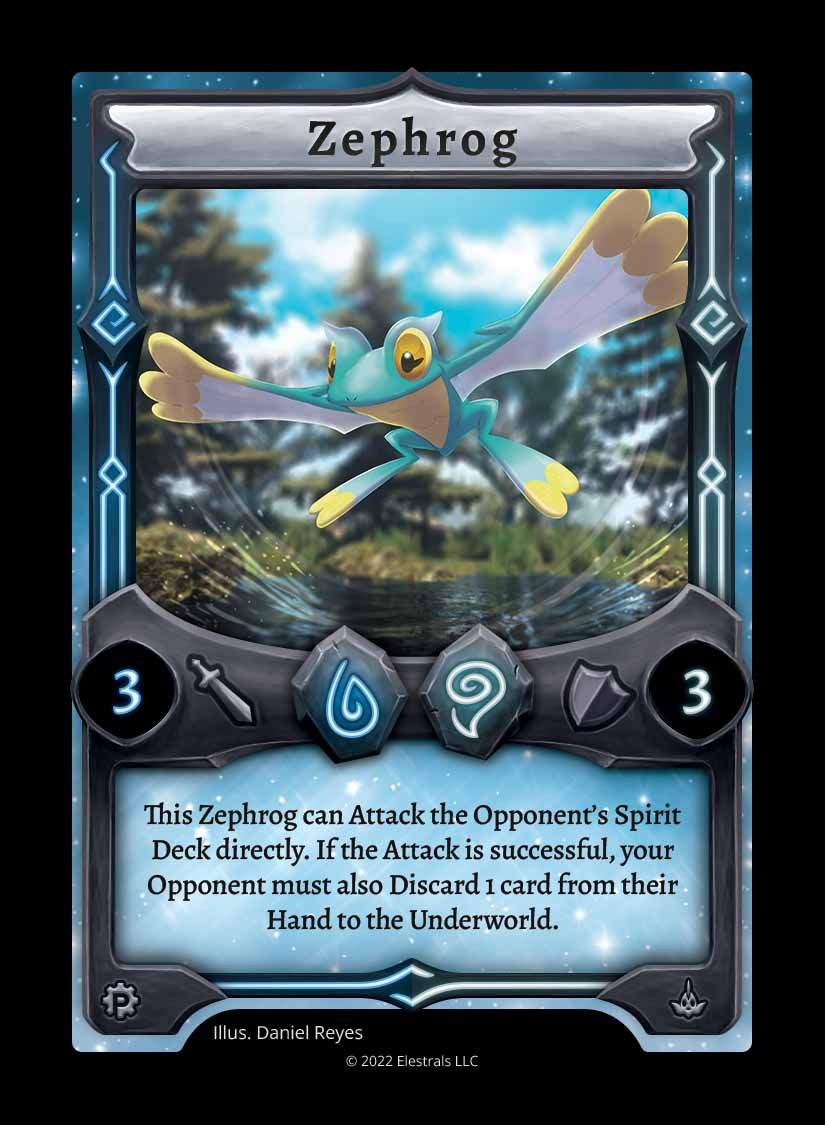 Zephrog
3
3
This Zephrog can Attack the Opponent's Spirit
Deck directly. If the Attack is successful, your
Opponent must also Discard 1 card from their
Hand to the Underworld.
P
Illus. Daniel Reyes
© 2022 Elestrals LLC